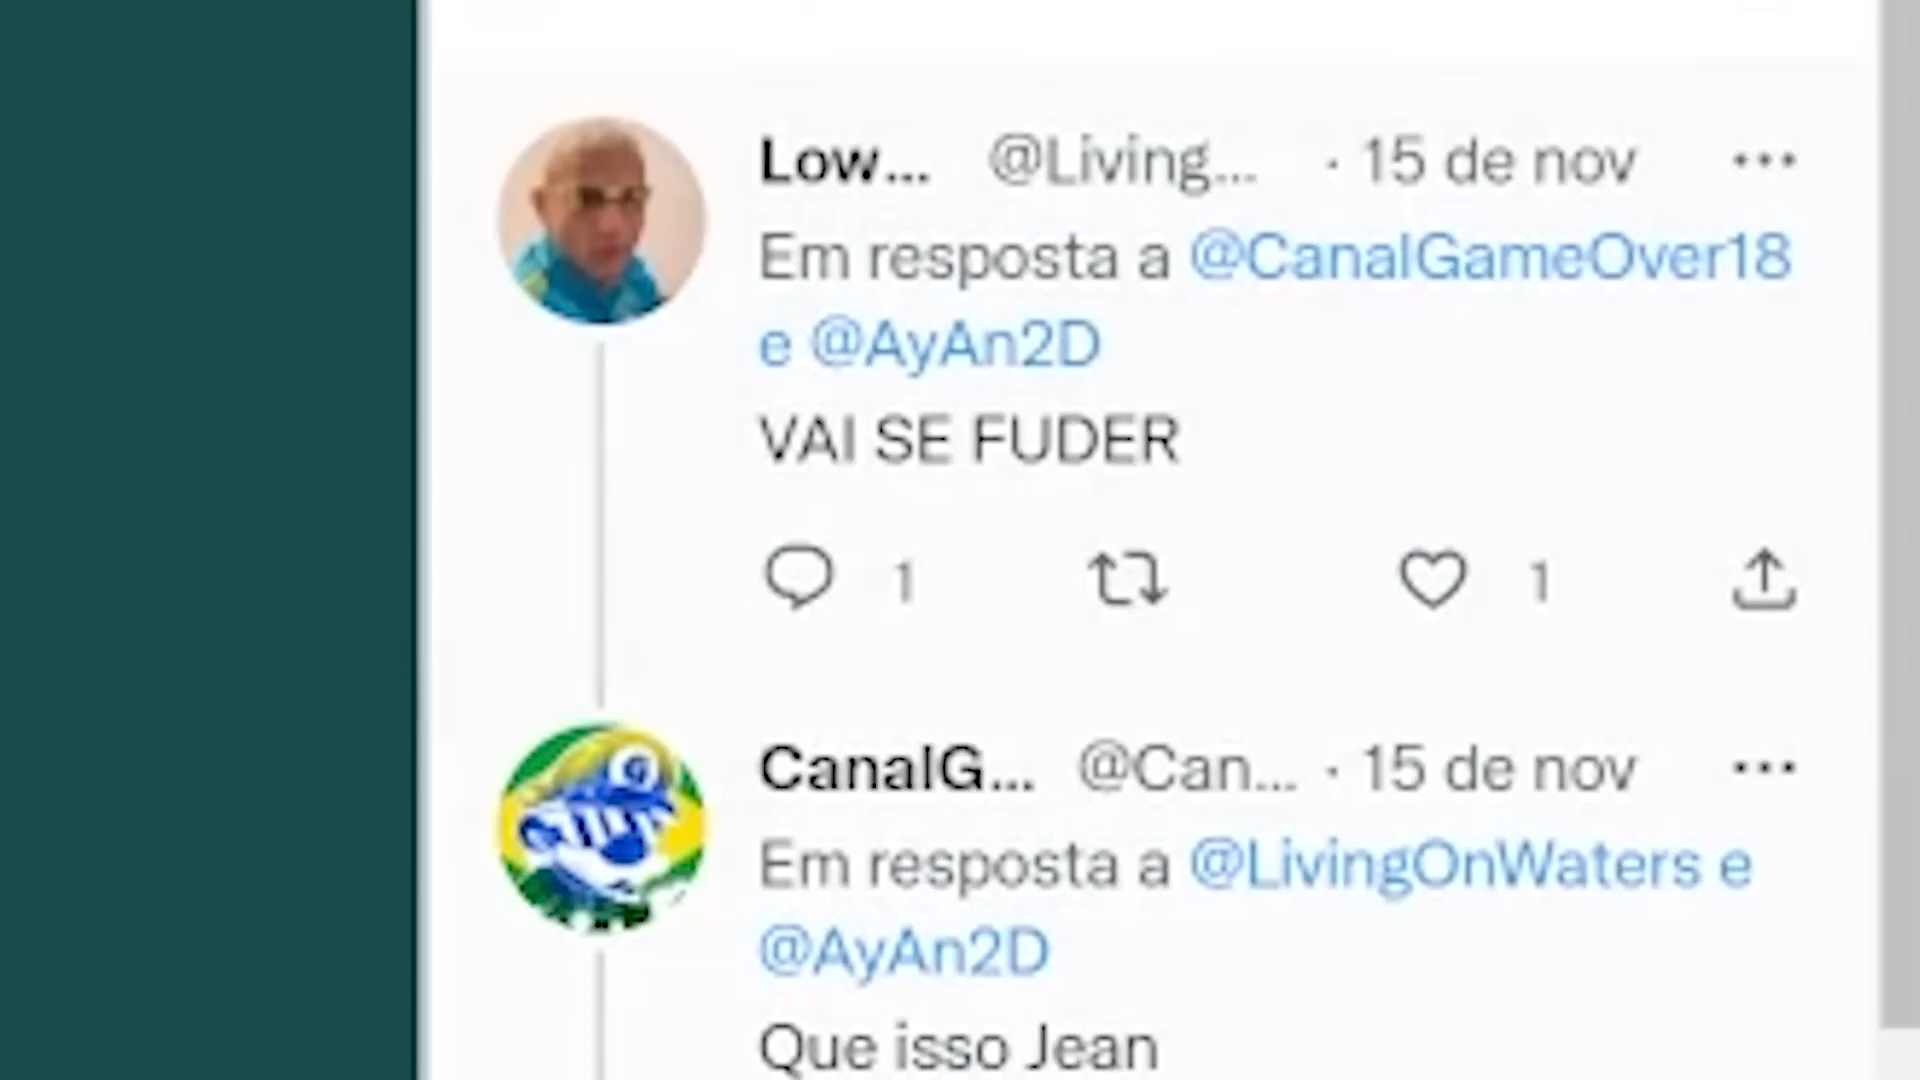 Low... @Living... · 15 de nov
Em resposta a @CanalGameOver18
e @AyAn2D
VAI SE FUDER
1 1
CanalG... @Can... · 15 de nov
Em resposta a @LivingOnWaters e
@AyAn2D
Que isso Jean